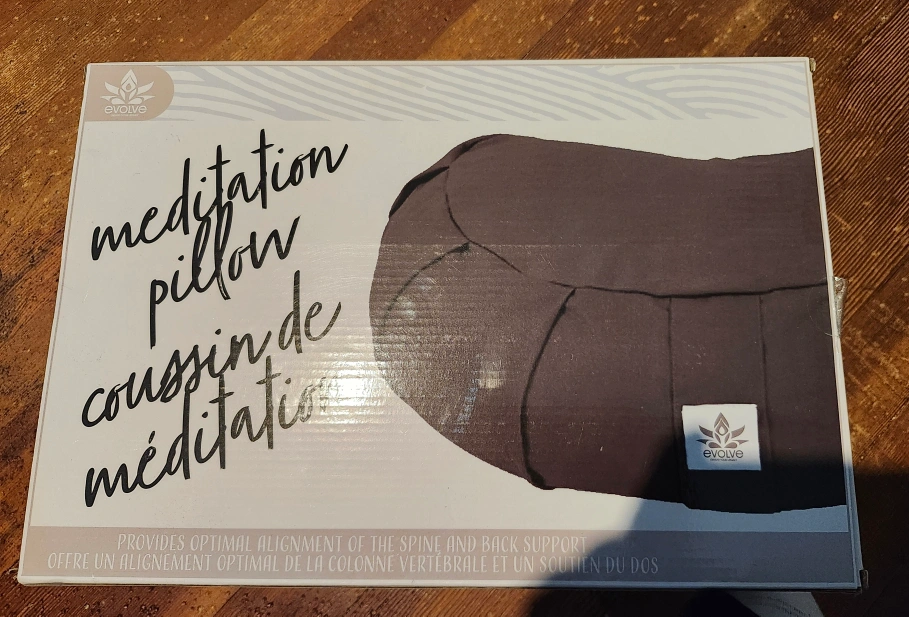 evolve
meditation
pillow
coussin de
méditation
evolve
PROVIDES OPTIMAL ALIGNMENT OF THE SPINE AND BACK SUPPORT
OFFRE UN ALIGNEMENT OPTIMAL DE LA COLONNE VERTÉBRALE ET UN SOUTIEN DU DOS